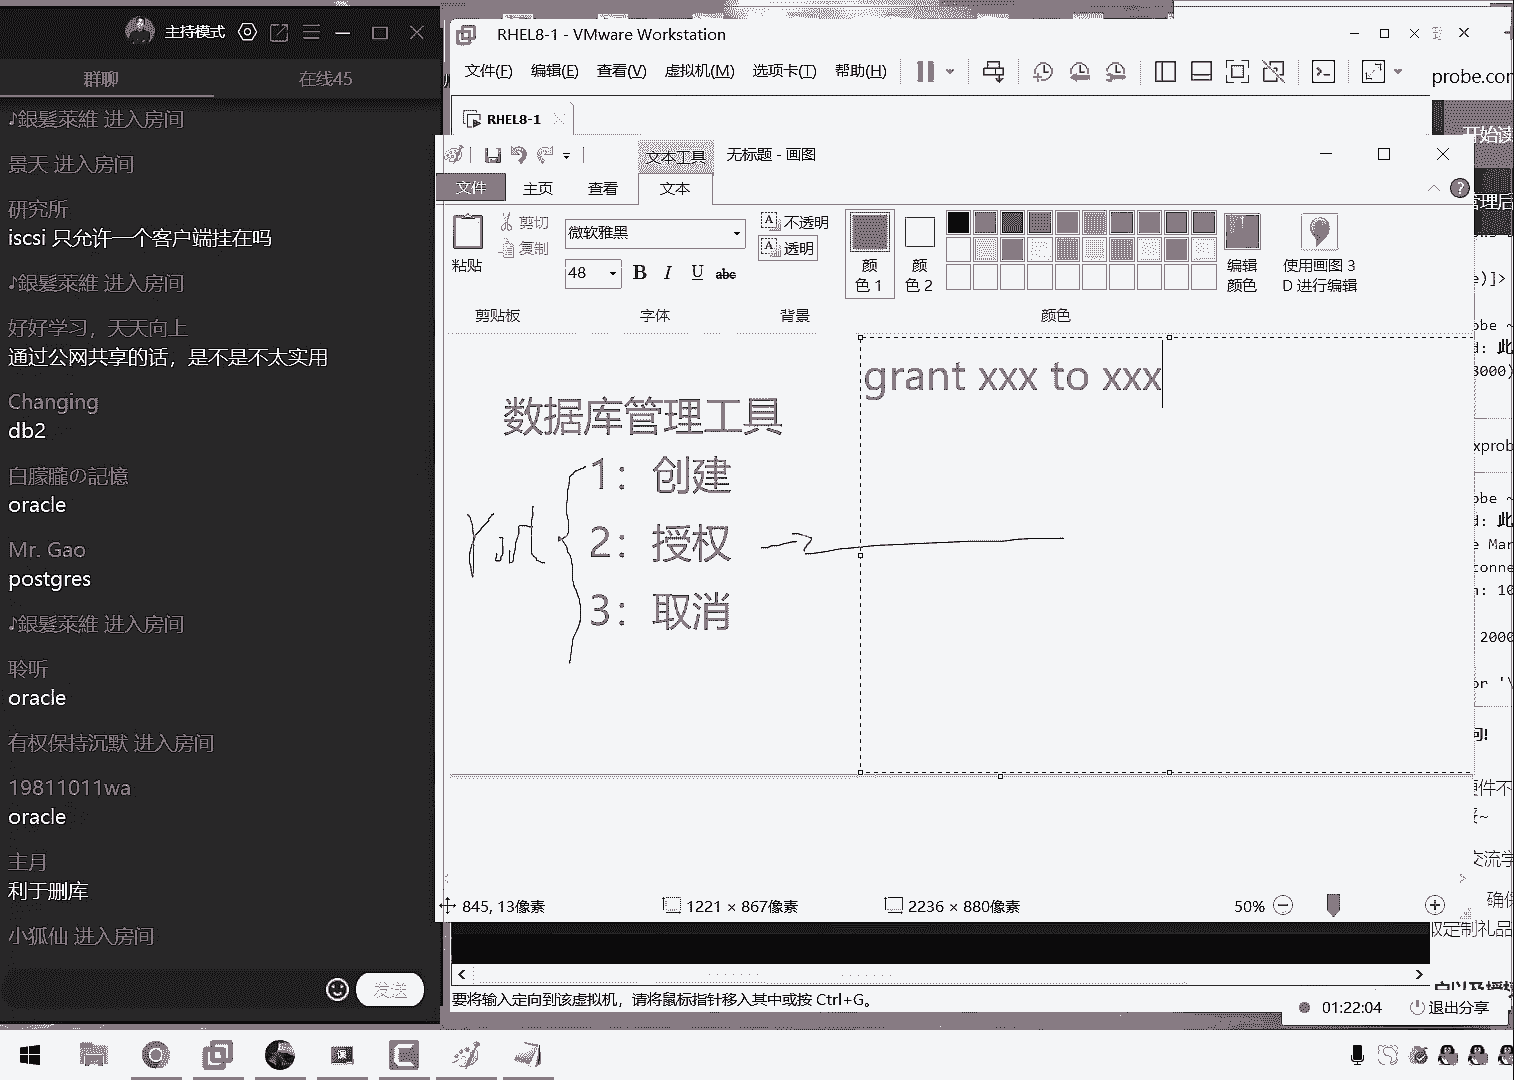 主持模式
群聊
在线45
♪銀髮萊維 进入房间
景天 进入房间
研究所
iscsi 只允许一个客户端挂在吗
♪銀髮萊維 进入房间
好好学习，天天向上
通过公网共享的话，是不是不太实用
Changing
db2
白朦朧の記憶
oracle
Mr. Gao
postgres
♪銀髮萊維 进入房间
聆听
oracle
有权保持沉默 进入房间
19811011wa
oracle
主月
利于删库
小狐仙 进入房间
发送
RHEL8-1 - VMware Workstation
文件(F) 编辑(E) 查看(V) 虚拟机(M) 选项卡(T) 帮助(H)
RHEL8-1
文本工具
无标题 - 画图
文件 主页 查看 文本
粘贴
剪切
复制
微软雅黑
48
B I U abc
不透明
透明
颜色 1
颜色 2
编辑颜色
使用画图 3D 进行编辑
剪贴板 字体 背景 颜色
grant xxx to xxx
数据库管理工具
1：创建
2：授权
3：取消
845, 13像素
1221 × 867像素
2236 × 880像素
50%
要将输入定向到该虚拟机，请将鼠标指针移入其中或按 Ctrl+G。
01:22:04
退出分享
probe.com
开始读
管理后